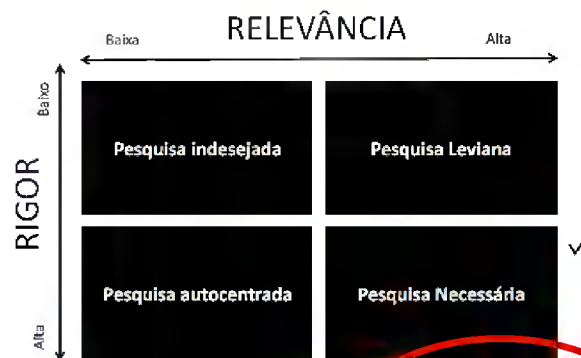 RELEVÂNCIA
Baixa
Alta
RIGOR
Baixo
Alta
Pesquisa indesejada
Pesquisa Leviana
Pesquisa autocentrada
Pesquisa Necessária